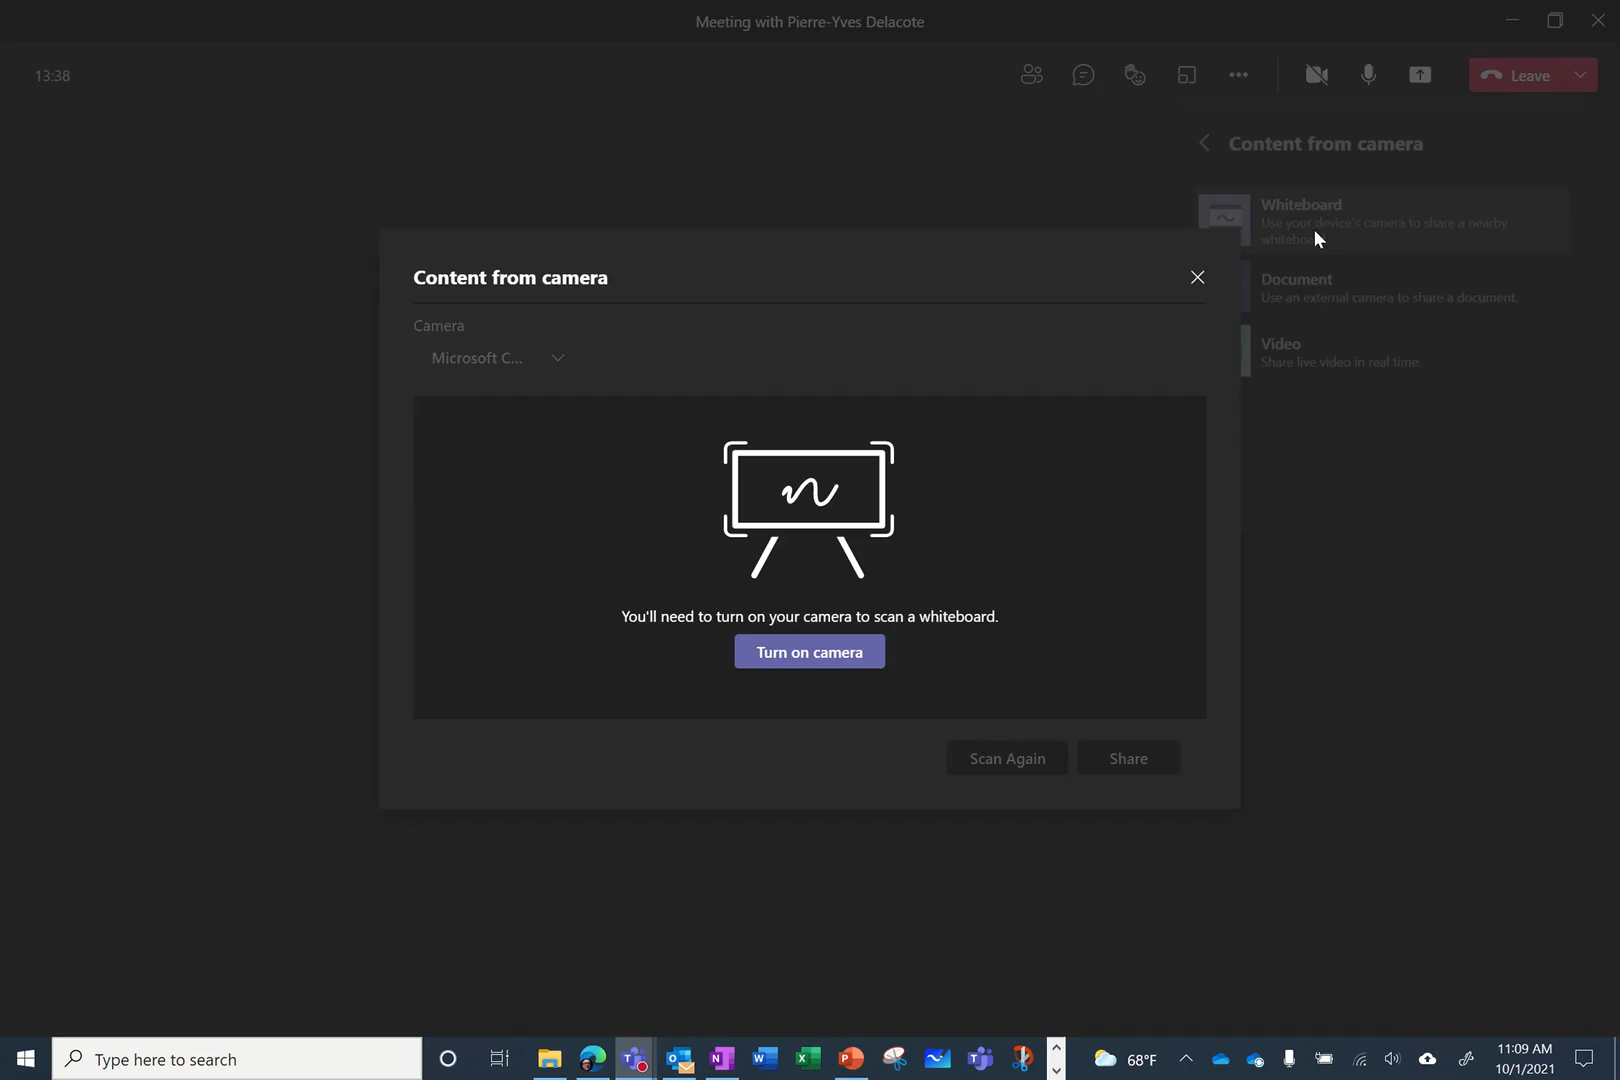 Meeting with Pierre-Yves Delacote
13:38
Leave
Content from camera
Whiteboard
Use your device's camera to share a nearby
Document
Use an external camera to share a document.
Video
Share live video in real time.
Content from camera
Camera
Microsoft C...
You'll need to turn on your camera to scan a whiteboard.
Turn on camera
Scan Again
Share
Type here to search
68°F
11:09 AM
10/1/2021